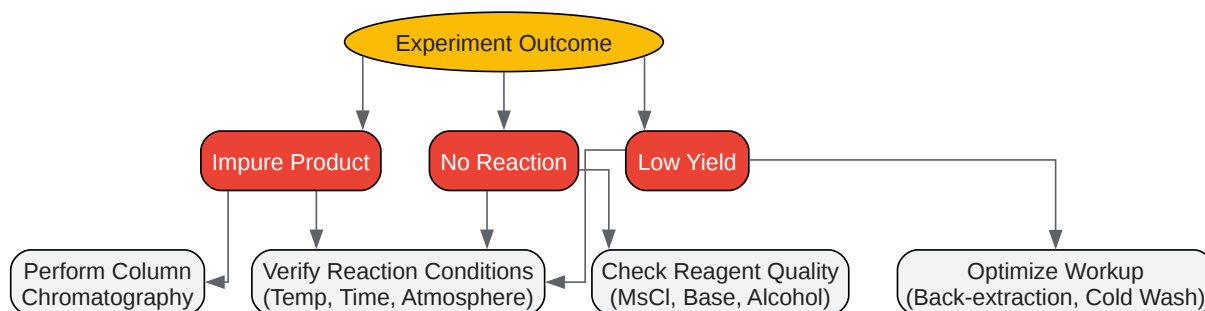 Experiment Outcome
Impure Product
No Reaction
Low Yield
Perform Column
Chromatography
Verify Reaction Conditions
(Temp, Time, Atmosphere)
Check Reagent Quality
(MsCl, Base, Alcohol)
Optimize Workup
(Back-extraction, Cold Wash)